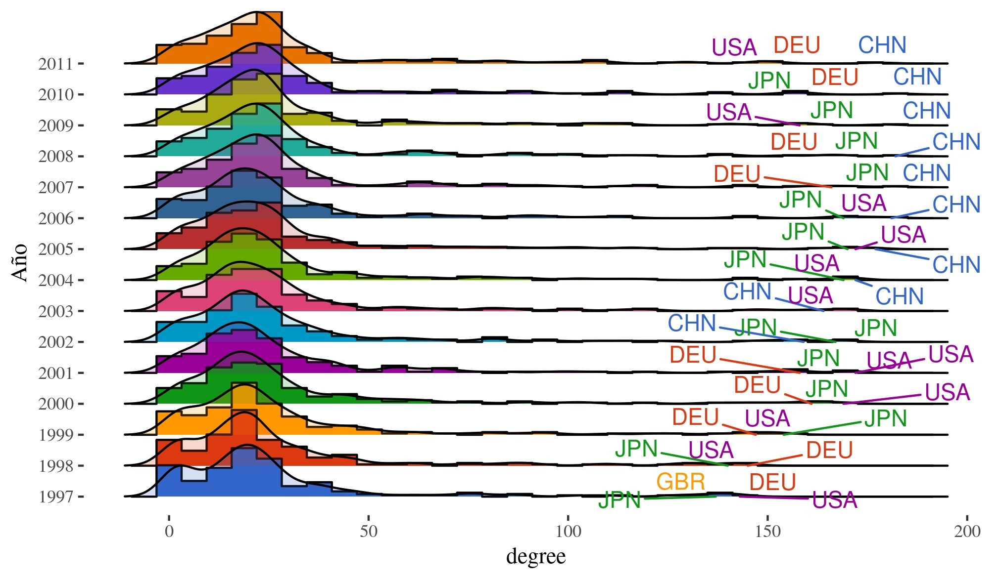 USA DEU CHN
2011
JPN DEU CHN
2010
USA JPN CHN
2009
DEU JPN CHN
2008
DEU JPN CHN
2007
JPN USA CHN
2006
JPN USA
2005
JPN USA CHN
2004
CHN USA CHN
2003
CHN JPN JPN
2002
DEU JPN USA USA
2001
DEU JPN USA
2000
DEU USA JPN
1999
JPN USA DEU
1998
GBR DEU
1997
JPN USA
Año
0 50 100 150 200
degree